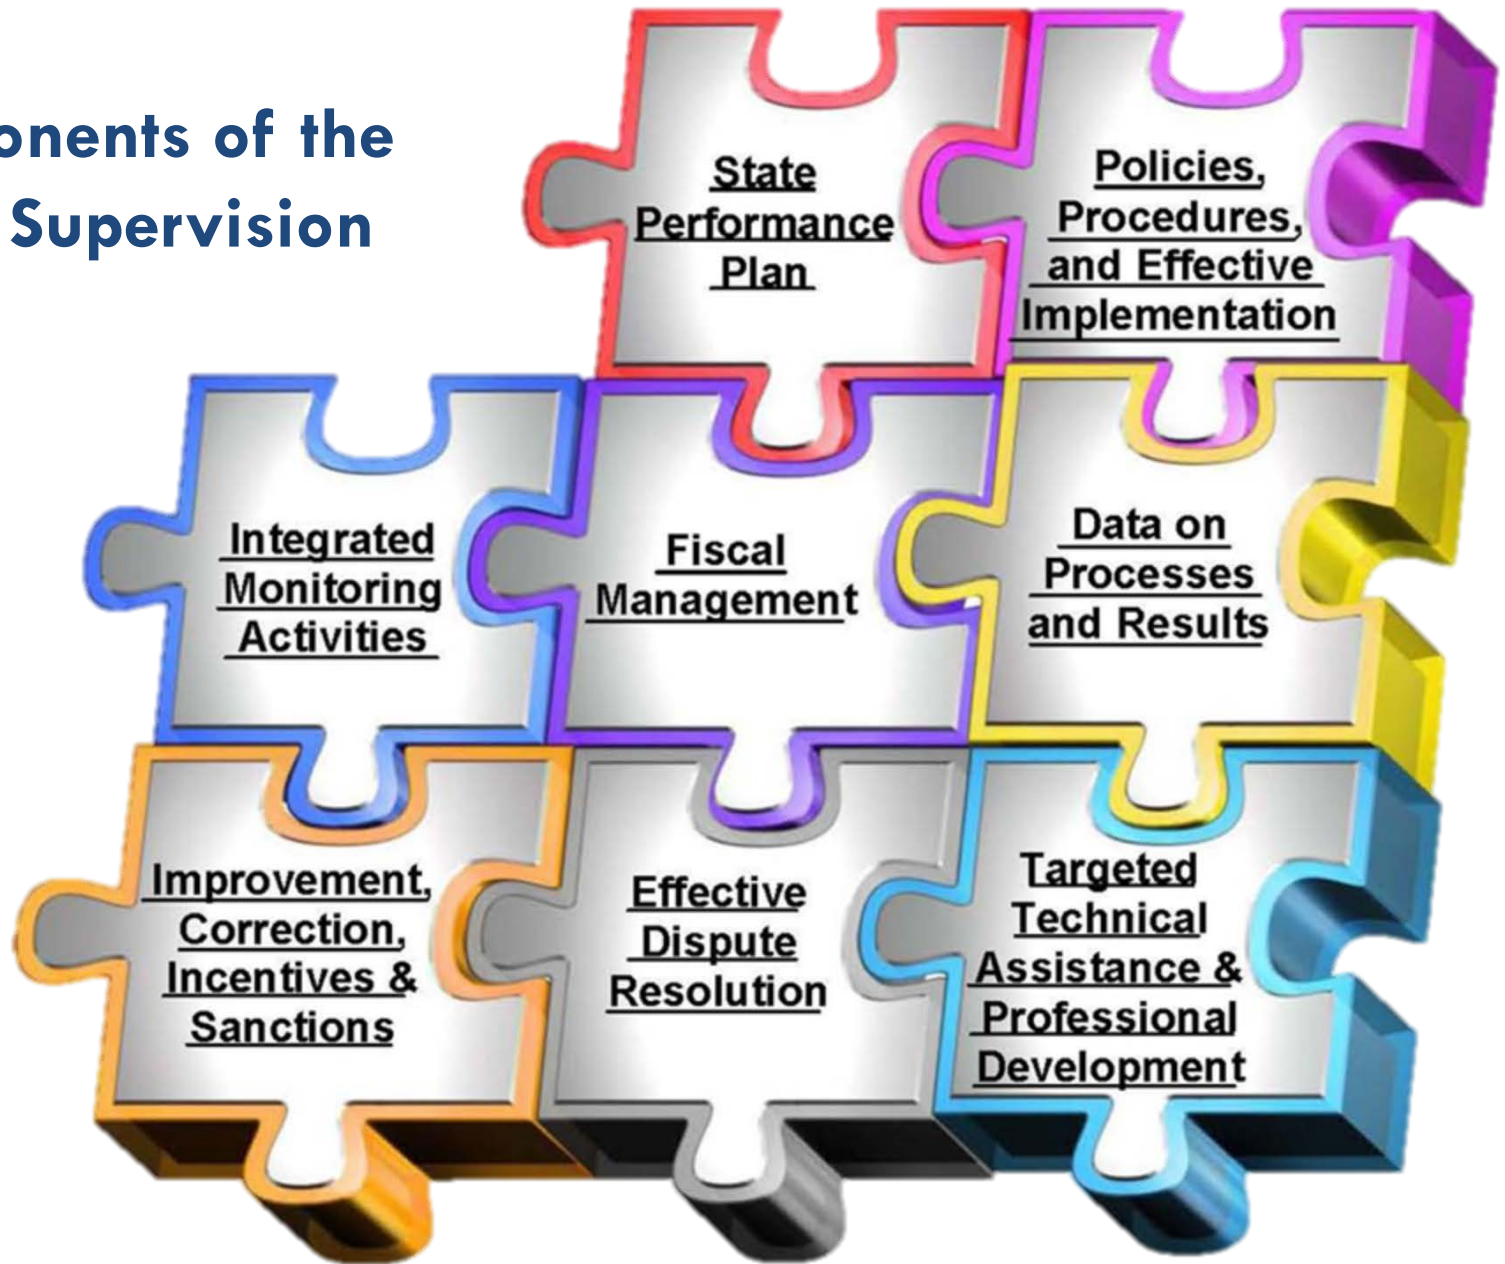 onents of the
Supervision
State
Performance
Plan
Policies,
Procedures,
and Effective
Implementation
Integrated
Monitoring
Activities
Fiscal
Management
Data on
Processes
and Results
Improvement,
Correction,
Incentives &
Sanctions
Effective
Dispute
Resolution
Targeted
Technical
Assistance &
Professional
Development